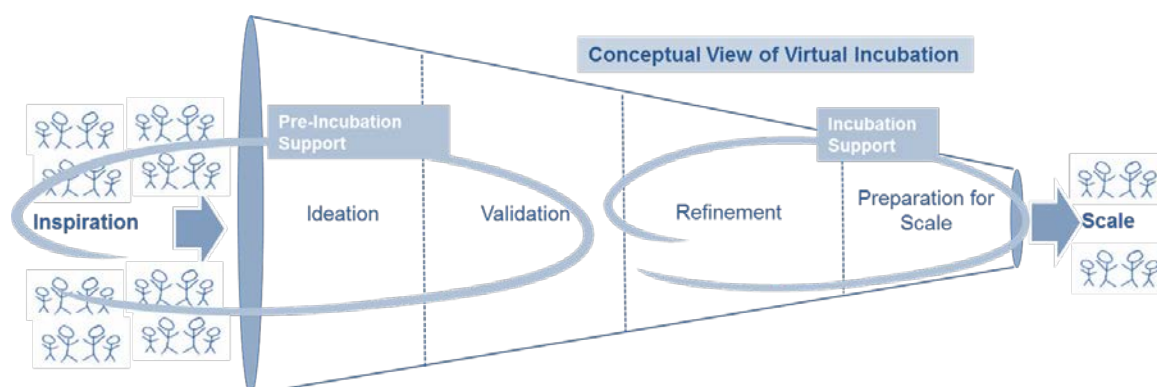 Conceptual View of Virtual Incubation
Pre-Incubation
Support
Incubation
Support
Inspiration
Ideation
Validation
Refinement
Preparation for
Scale
Scale